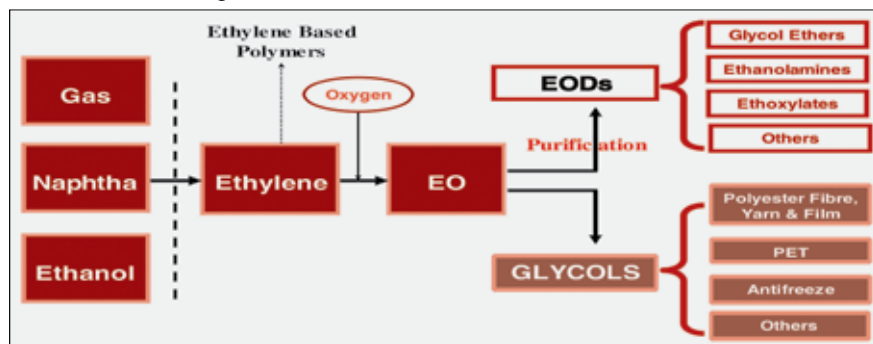 Ethylene Based
Polymers
Gas
Naphtha
Ethanol
Ethylene
Oxygen
EO
EODs
Purification
GLYCOLS
Glycol Ethers
Ethanolamines
Ethoxylates
Others
Polyester Fibre,
Yarn & Film
PET
Antifreeze
Others